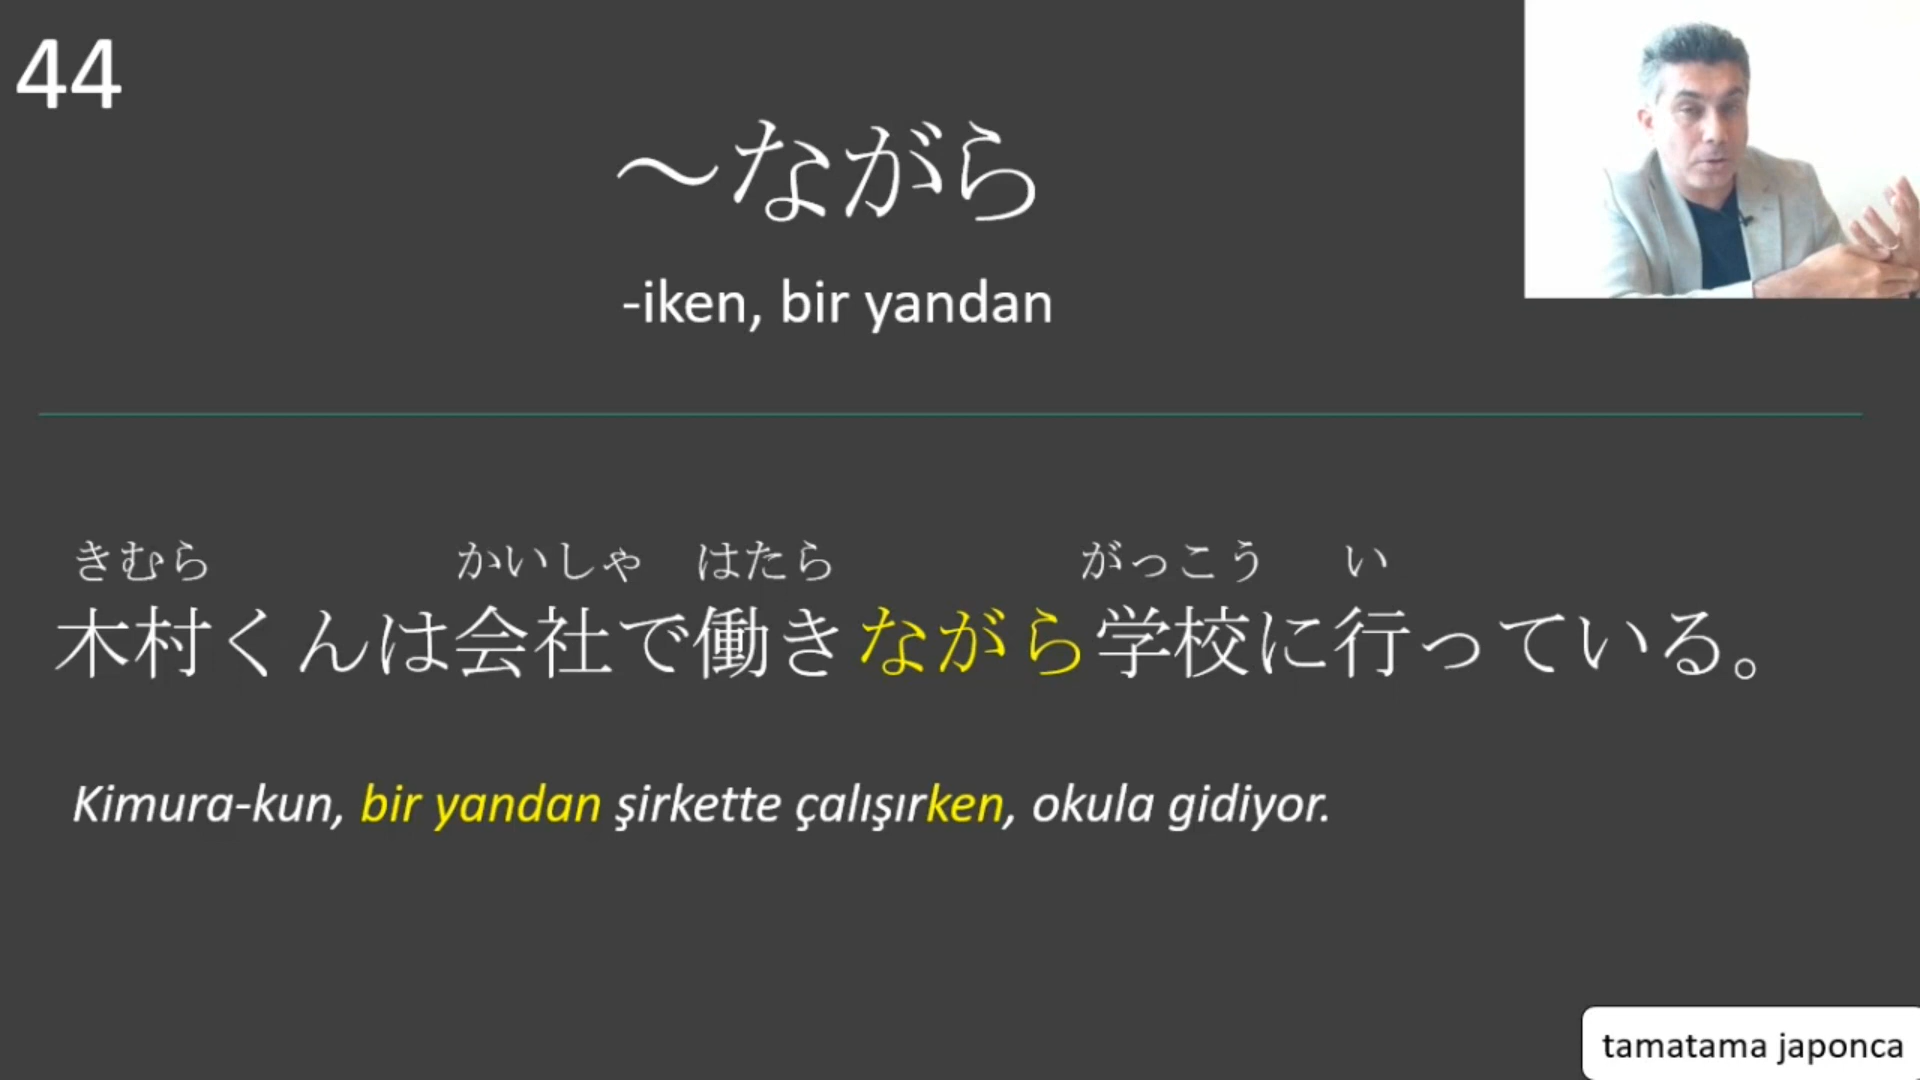 44
～ながら
-iken, bir yandan
きむら かいしゃ はたら がっこう い
木村くんは会社で働きながら学校に行っている。
Kimura-kun, bir yandan şirkette çalışırken, okula gidiyor.
tamatama japonca